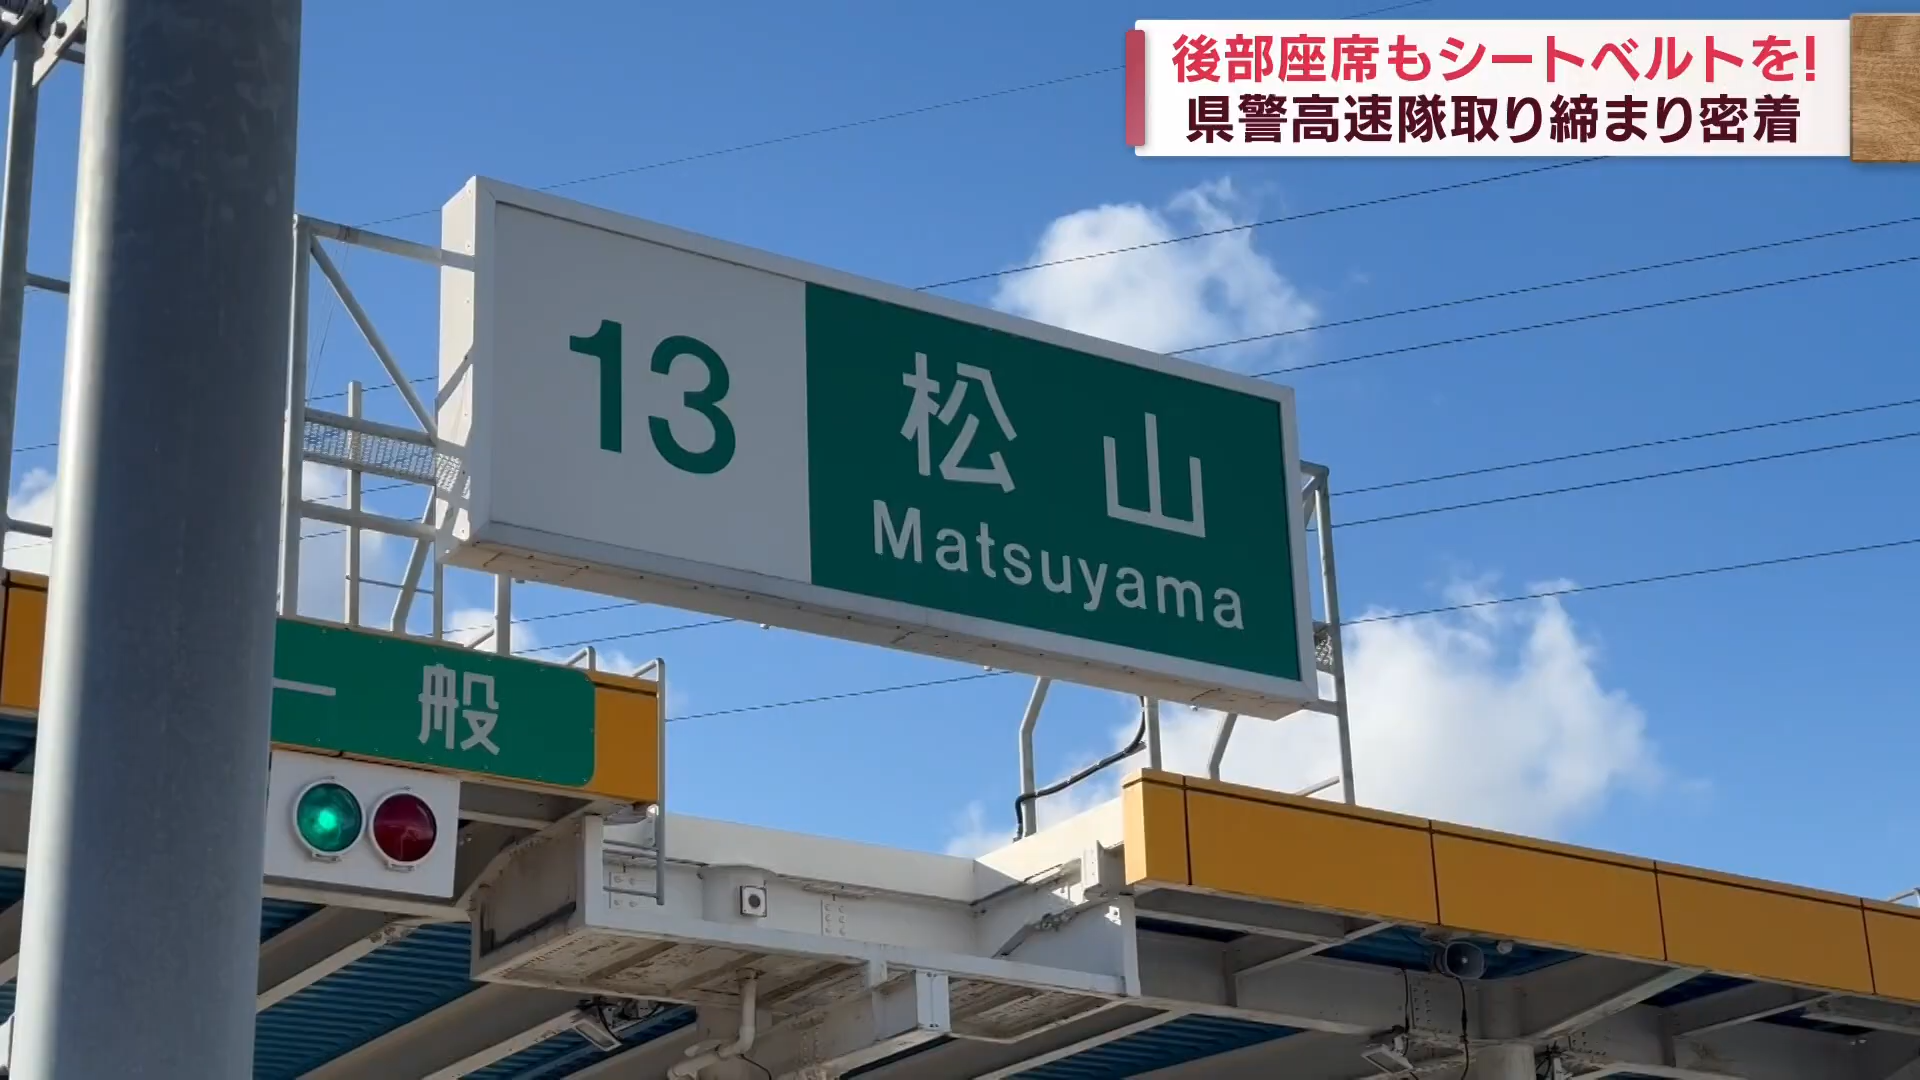 後部座席もシートベルトを!
県警高速隊取り締まり密着
13
松山
Matsuyama
一般